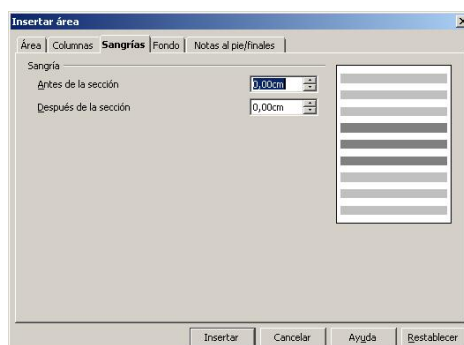 Insertar área
Área Columnas Sangrías Fondo Notas al pie/finales
Sangría
Antes de la sección 0,00cm
Después de la sección 0,00cm
Insertar Cancelar Ayuda Restablecer